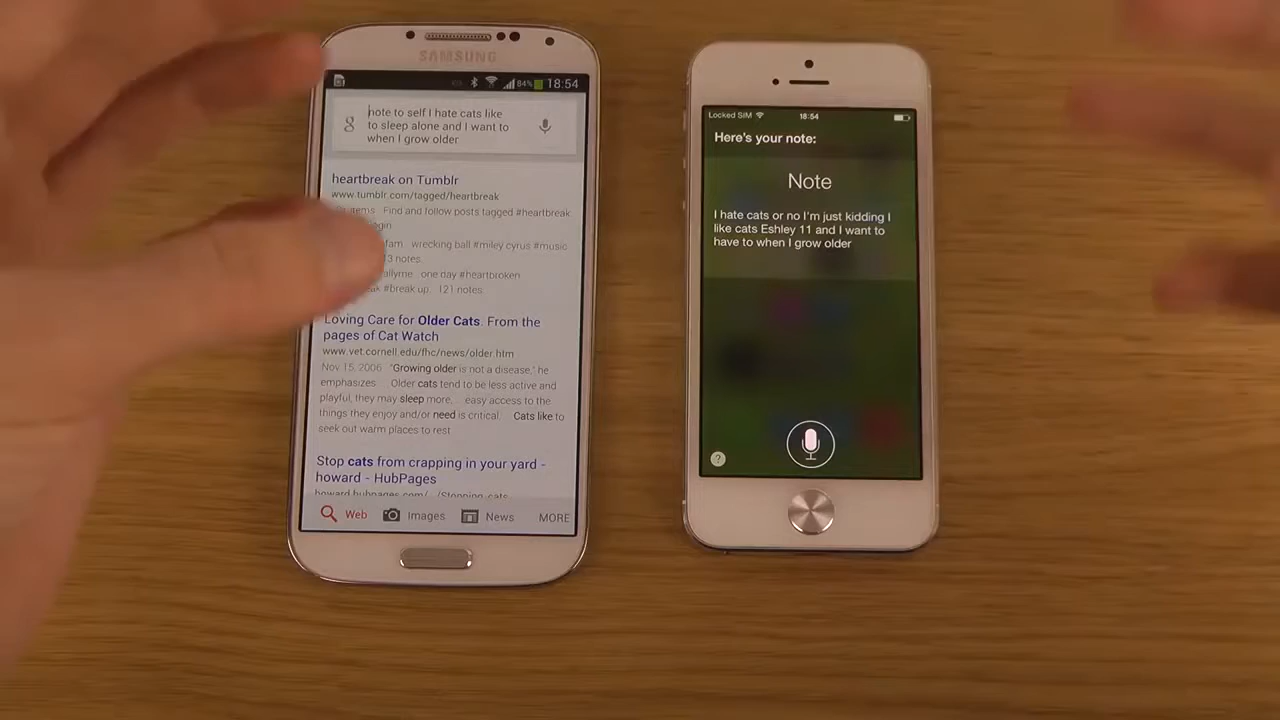 SAMSUNG
84% 18:54
note to self I hate cats like
to sleep alone and I want to
when I grow older
heartbreak on Tumblr
www.tumblr.com/tagged/heartbreak
items Find and follow posts tagged #heartbreak
wrecking ball #miley cyrus #music
notes.
one day #heartbroken
#break up. 121 notes.
Loving Care for Older Cats. From the
pages of Cat Watch
www.vet.cornell.edu/fhc/news/older.htm
Nov 15, 2006 "Growing older is not a disease," he
emphasizes Older cats tend to be less active and
playful, they may sleep more. ... easy access to the
things they enjoy and/or need is critical. Cats like to
seek out warm places to rest
Stop cats from crapping in your yard -
howard - HubPages
howard.hubpages.com/.../Stopping-cats
Web Images News MORE
Locked SIM 18:54
Here's your note:
Note
I hate cats or no I'm just kidding I
like cats Eshley 11 and I want to
have to when I grow older
?